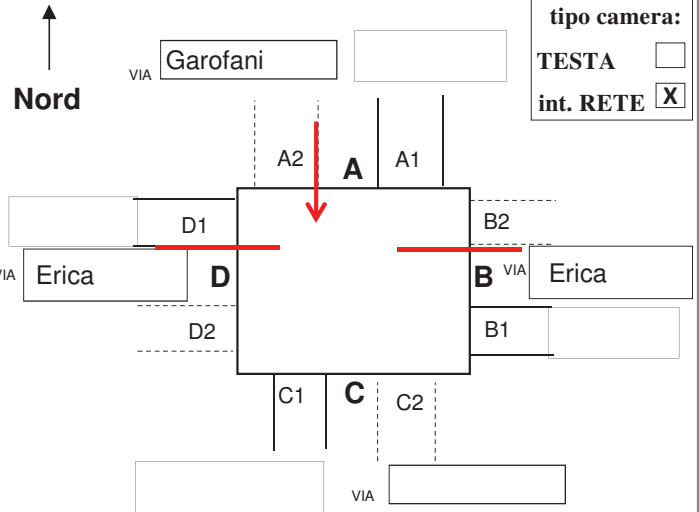 tipo camera:
TESTA
int. RETE X
Nord
VIA Garofani
A2 A A1
D1 B2
VIA Erica D B VIA Erica
D2 B1
C1 C C2
VIA